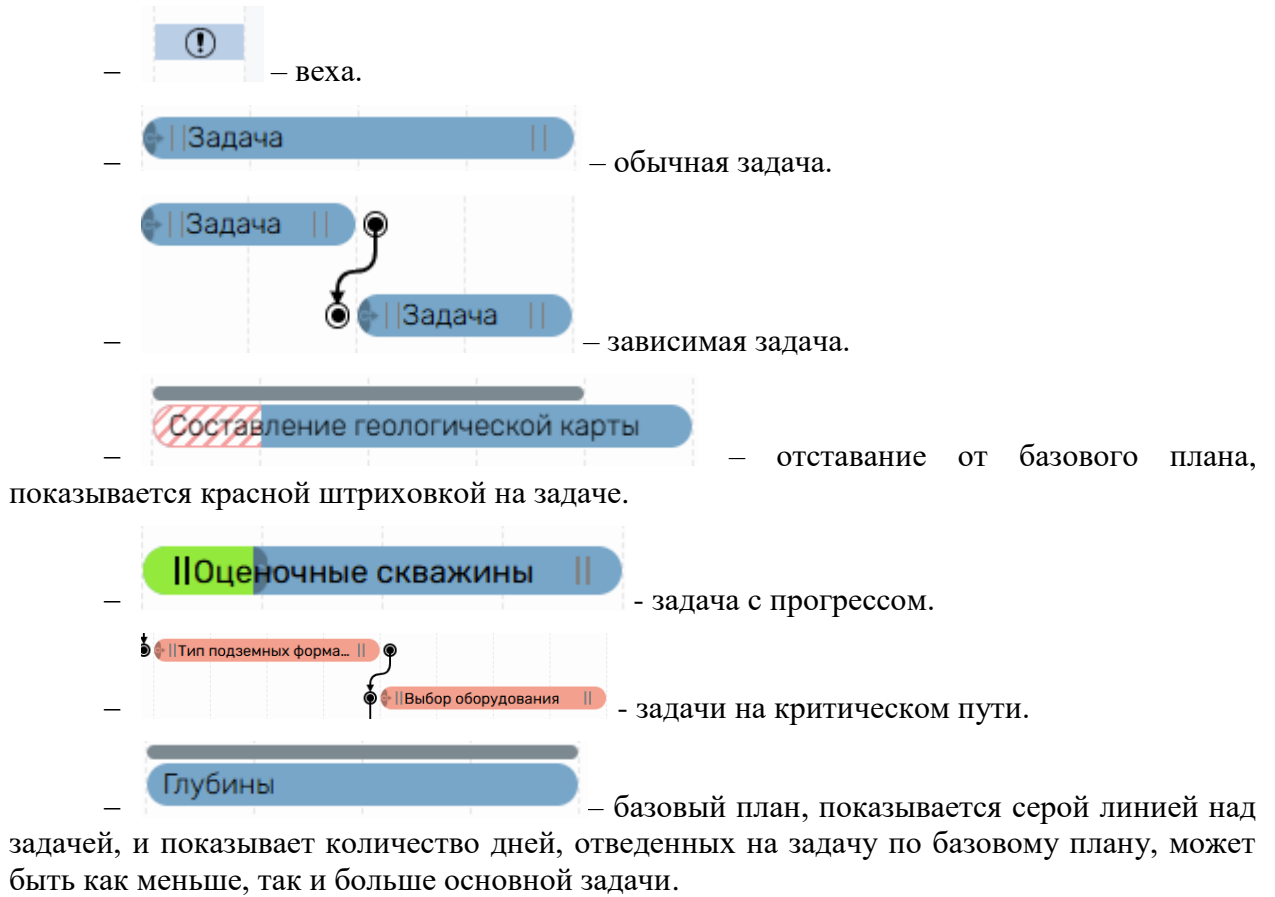 – – веха.
||Задача ||
– – обычная задача.
||Задача ||
||Задача ||
– – зависимая задача.
Составление геологической карты
– – отставание от базового плана,
показывается красной штриховкой на задаче.
||Оценочные скважины ||
– - задача с прогрессом.
||Тип подземных форма... ||
||Выбор оборудования ||
– - задачи на критическом пути.
Глубины
– – базовый план, показывается серой линией над
задачей, и показывает количество дней, отведенных на задачу по базовому плану, может
быть как меньше, так и больше основной задачи.